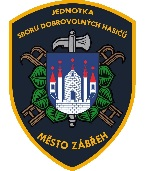 JEDNOTKA
SBORU DOBROVOLNÝCH HASIČŮ
MĚSTO ZÁBŘEH